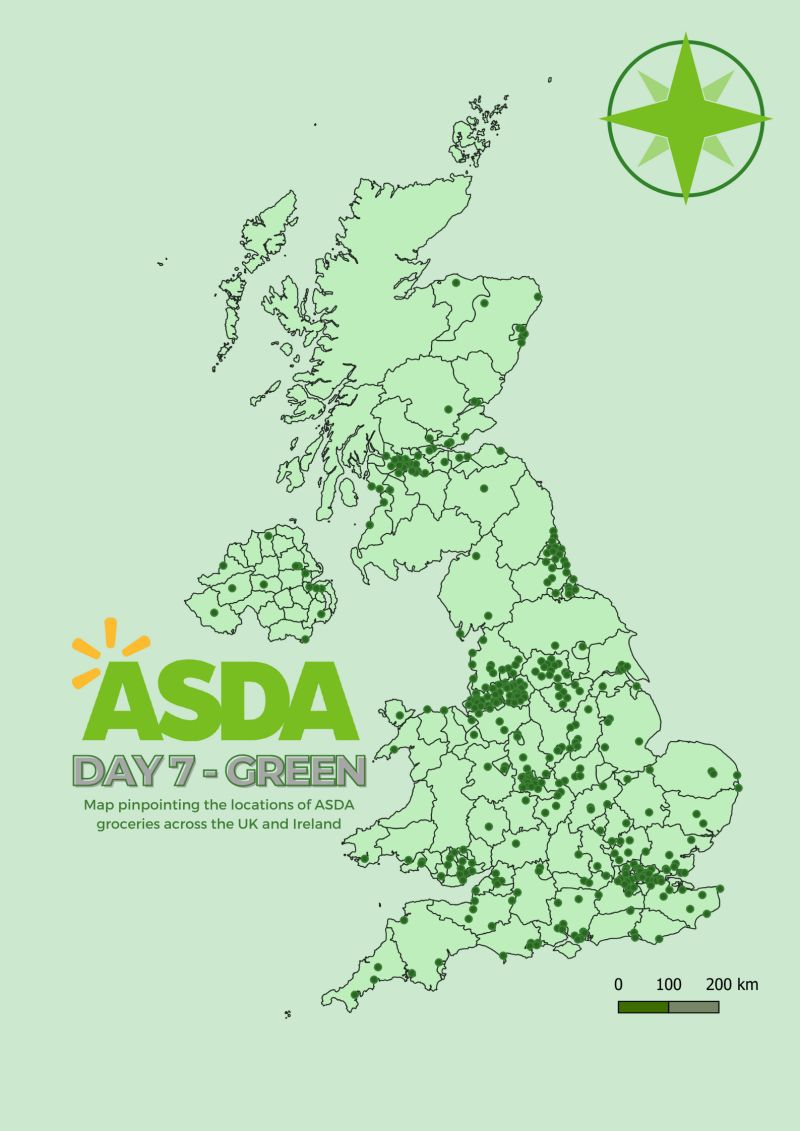 ASDA
DAY 7 - GREEN
Map pinpointing the locations of ASDA
groceries across the UK and Ireland
0 100 200 km